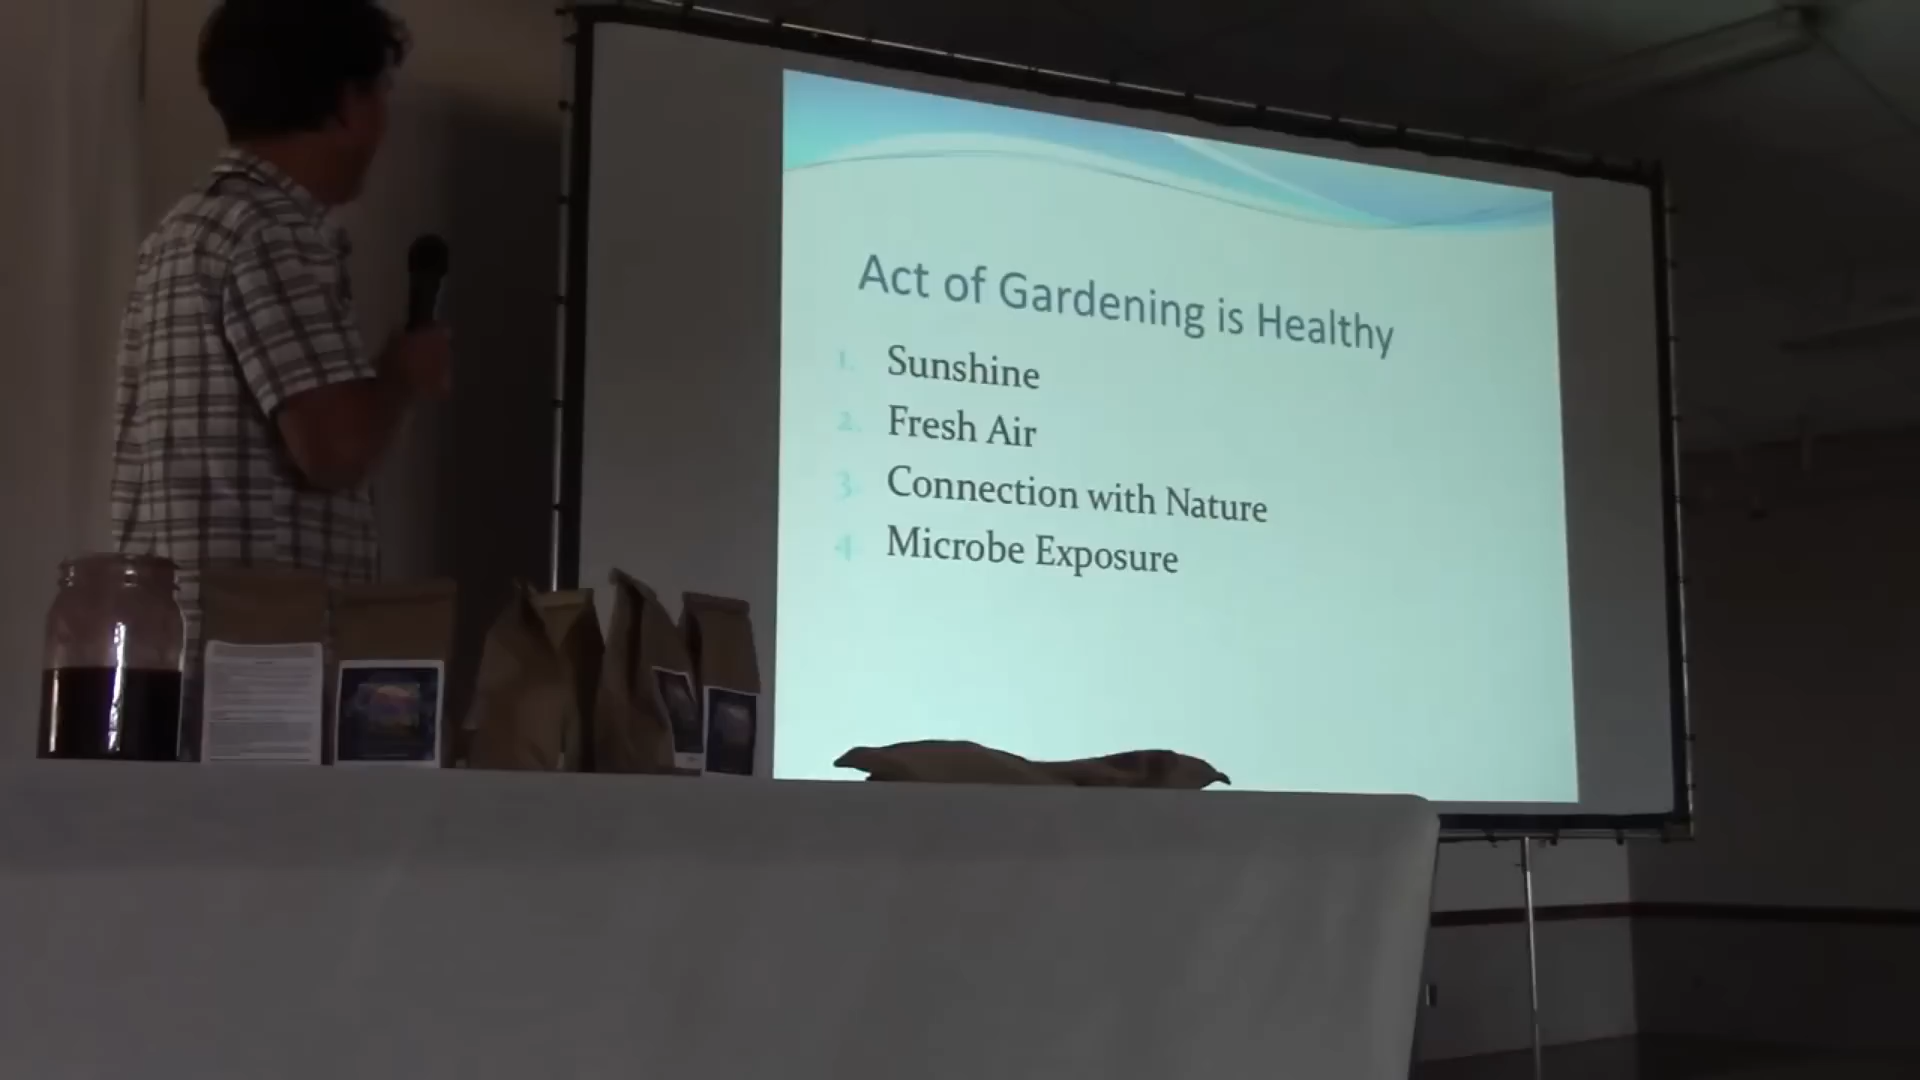 Act of Gardening is Healthy
1. Sunshine
2. Fresh Air
3. Connection with Nature
4. Microbe Exposure